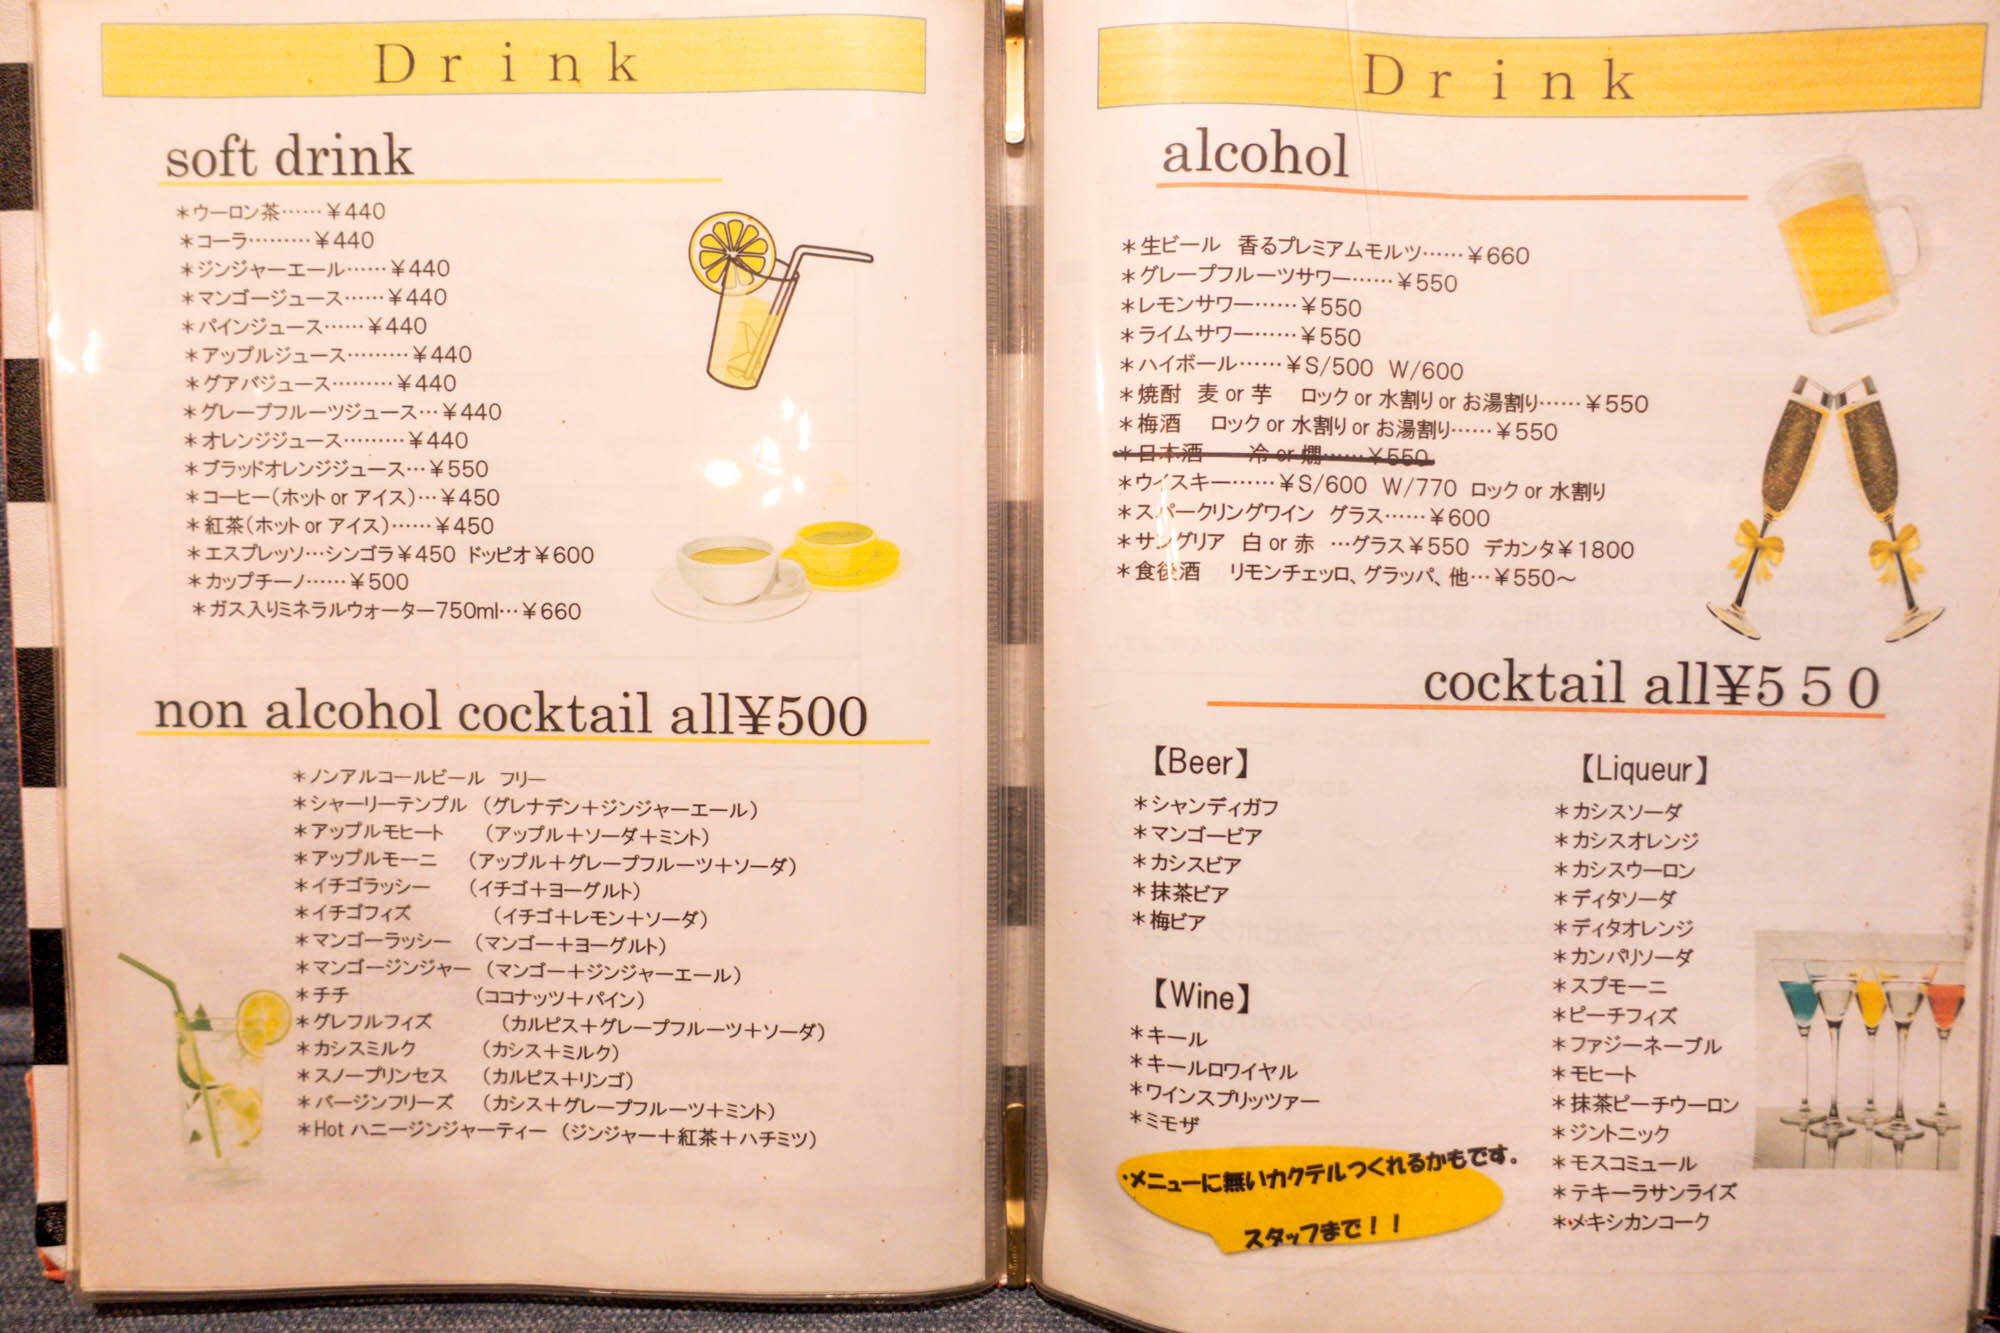 Drink
soft drink
＊ウーロン茶……￥440
＊コーラ………￥440
＊ジンジャーエール……￥440
＊マンゴージュース……￥440
＊パインジュース……￥440
＊アップルジュース………￥440
＊グアバジュース………￥440
＊グレープフルーツジュース…￥440
＊オレンジジュース………￥440
＊ブラッドオレンジジュース…￥550
＊コーヒー（ホット or アイス）…￥450
＊紅茶（ホット or アイス）……￥450
＊エスプレッソ…シンゴラ￥450 ドッピオ￥600
＊カップチーノ……￥500
＊ガス入りミネラルウォーター750ml…￥660
non alcohol cocktail all¥500
＊ノンアルコールビール フリー
＊シャーリーテンプル （グレナデン＋ジンジャーエール）
＊アップルモヒート （アップル＋ソーダ＋ミント）
＊アップルモーニ （アップル＋グレープフルーツ＋ソーダ）
＊イチゴラッシー （イチゴ＋ヨーグルト）
＊イチゴフィズ （イチゴ＋レモン＋ソーダ）
＊マンゴーラッシー （マンゴー＋ヨーグルト）
＊マンゴージンジャー （マンゴー＋ジンジャーエール）
＊チチ （ココナッツ＋パイン）
＊グレフルフィズ （カルピス＋グレープフルーツ＋ソーダ）
＊カシスミルク （カシス＋ミルク）
＊スノープリンセス （カルピス＋リンゴ）
＊バージンフリーズ （カシス＋グレープフルーツ＋ミント）
＊Hot ハニージンジャーティー （ジンジャー＋紅茶＋ハチミツ）
Drink
alcohol
＊生ビール 香るプレミアムモルツ……￥660
＊グレープフルーツサワー……￥550
＊レモンサワー……￥550
＊ライムサワー……￥550
＊ハイボール……￥S/500 W/600
＊焼酎 麦 or 芋 ロック or 水割り or お湯割り……￥550
＊梅酒 ロック or 水割り or お湯割り……￥550
＊日本酒 冷 or 燗……￥550
＊ウイスキー……￥S/600 W/770 ロック or 水割り
＊スパークリングワイン グラス……￥600
＊サングリア 白 or 赤 …グラス￥550 デカンタ￥1800
＊食後酒 リモンチェッロ、グラッパ、他…￥550～
cocktail all¥５５０
【Beer】
＊シャンディガフ
＊マンゴービア
＊カシスビア
＊抹茶ビア
＊梅ビア
【Wine】
＊キール
＊キールロワイヤル
＊ワインスプリッツァー
＊ミモザ
・メニューに無いカクテルつくれるかもです。
スタッフまで！！
【Liqueur】
＊カシスソーダ
＊カシスオレンジ
＊カシスウーロン
＊ディタソーダ
＊ディタオレンジ
＊カンパリソーダ
＊スプモーニ
＊ピーチフィズ
＊ファジーネーブル
＊モヒート
＊抹茶ピーチウーロン
＊ジントニック
＊モスコミュール
＊テキーラサンライズ
＊メキシカンコーク